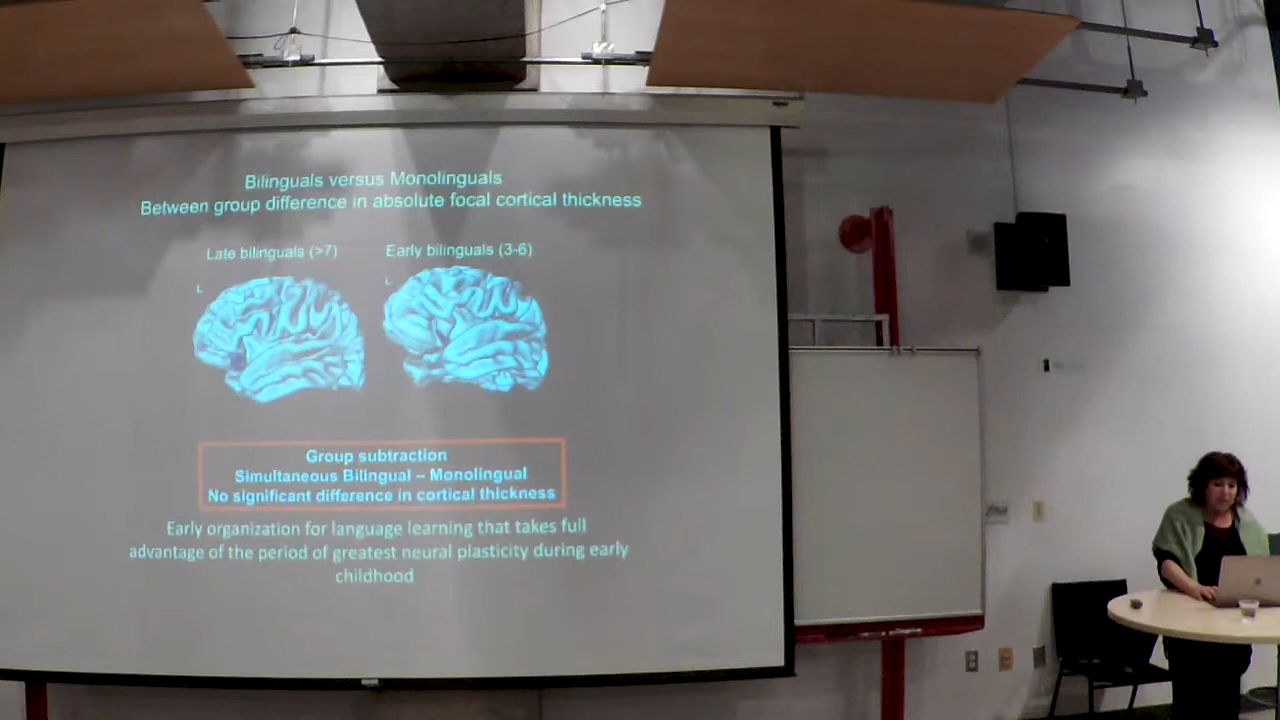 Bilinguals versus Monolinguals
Between group difference in absolute focal cortical thickness
Late bilinguals (>7)
Early bilinguals (3-6)
L
L
Group subtraction
Simultaneous Bilingual – Monolingual
No significant difference in cortical thickness
Early organization for language learning that takes full
advantage of the period of greatest neural plasticity during early
childhood